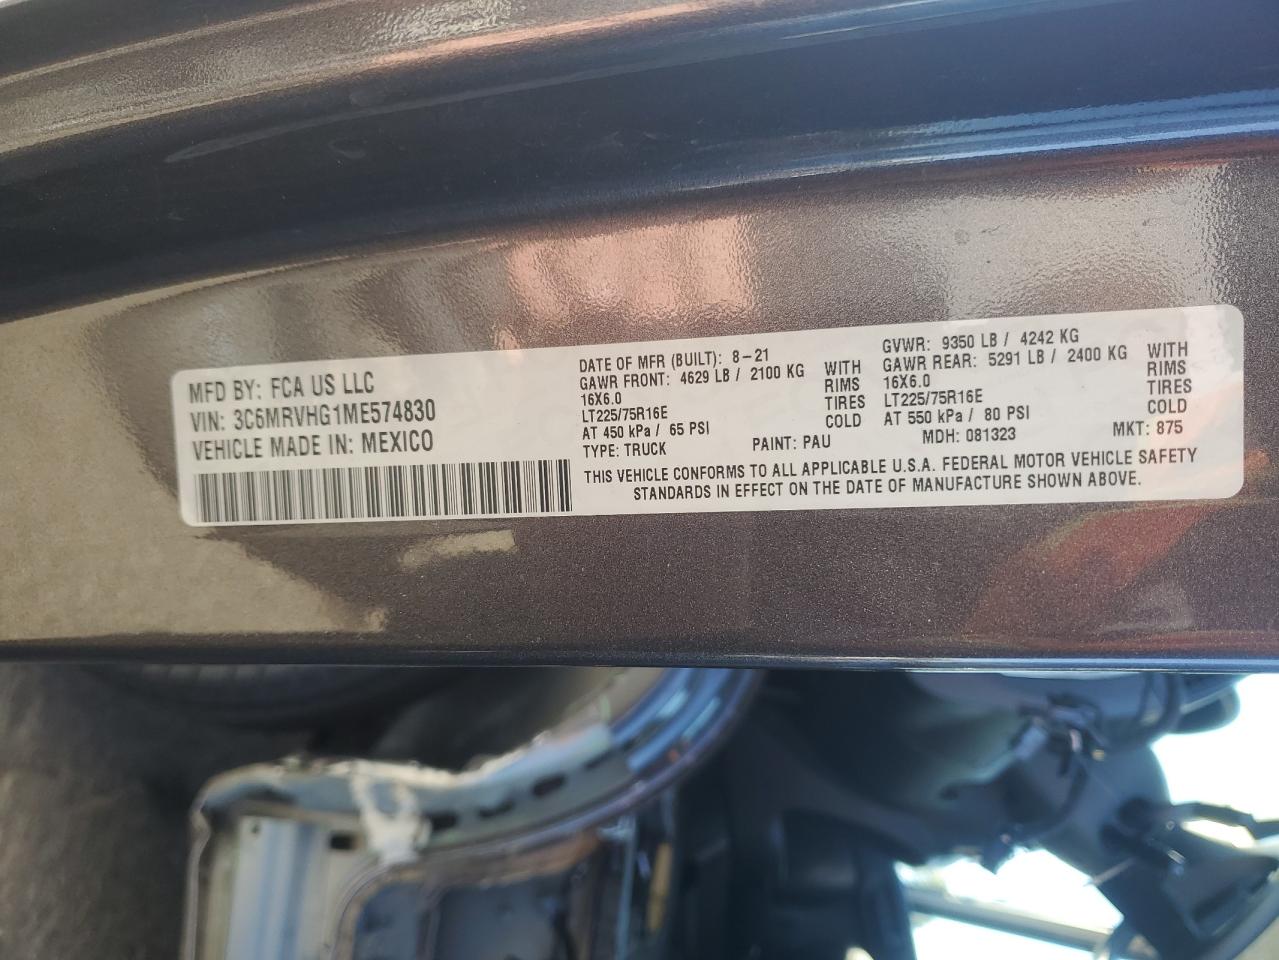 MFD BY: FCA US LLC
VIN: 3C6MRVHG1ME574830
VEHICLE MADE IN: MEXICO
DATE OF MFR (BUILT): 8-21
GAWR FRONT: 4629 LB / 2100 KG WITH
16X6.0 RIMS
LT225/75R16E TIRES
AT 450 kPa / 65 PSI COLD
TYPE: TRUCK PAINT: PAU
GVWR: 9350 LB / 4242 KG
GAWR REAR: 5291 LB / 2400 KG WITH
16X6.0 RIMS
LT225/75R16E TIRES
AT 550 kPa / 80 PSI COLD
MDH: 081323 MKT: 875
THIS VEHICLE CONFORMS TO ALL APPLICABLE U.S.A. FEDERAL MOTOR VEHICLE SAFETY
STANDARDS IN EFFECT ON THE DATE OF MANUFACTURE SHOWN ABOVE.